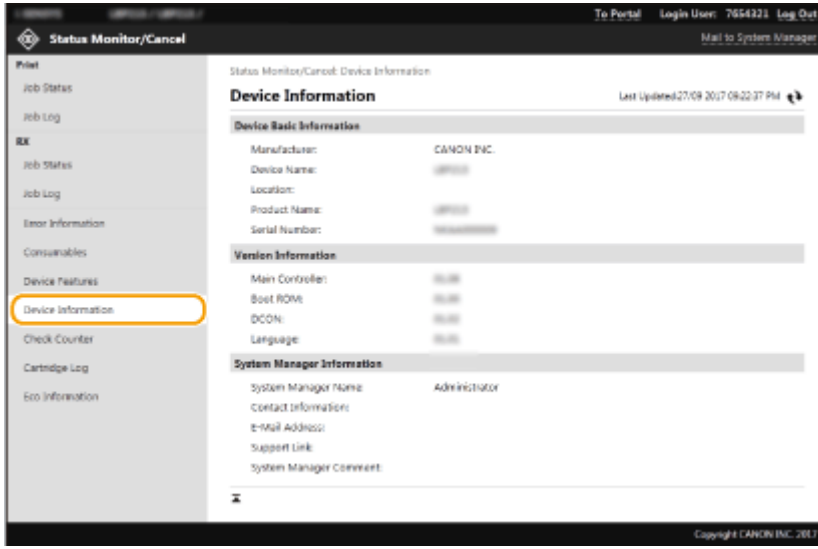 To Portal Login User: 7654321 Log Out
Status Monitor/Cancel
Mail to System Manager
Print
Job Status
Job Log
RX
Job Status
Job Log
Error Information
Consumables
Device Features
Device Information
Check Counter
Cartridge Log
Eco Information
Status Monitor/Cancel: Device Information
Device Information
Last Updated:27/09 2017 09:22:37 PM
Device Basic Information
Manufacturer: CANON INC.
Device Name:
Location:
Product Name:
Serial Number:
Version Information
Main Controller:
Boot ROM:
DCON:
Language:
System Manager Information
System Manager Name: Administrator
Contact Information:
E-Mail Address:
Support Link:
System Manager Comment:
Copyright CANON INC. 2017